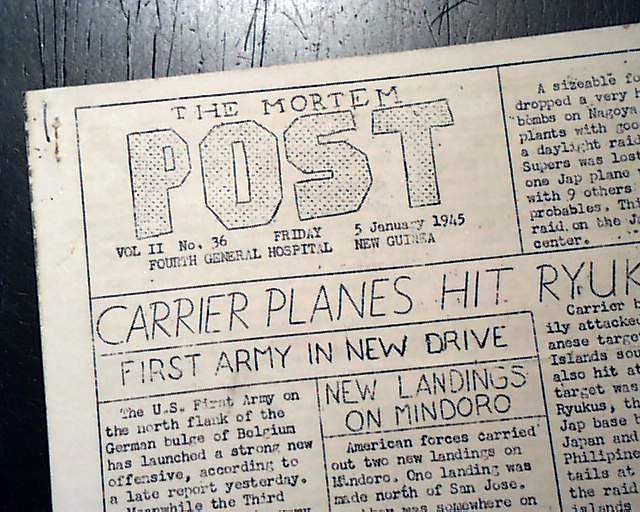 THE MORTEM
POST
VOL II No. 36 FRIDAY 5 January 1945
FOURTH GENERAL HOSPITAL NEW GUINEA
A sizeable
dropped a very
bombs on Nagoya
plants with
a daylight raid
Supers was lost
one Jap plane
with 9 others
probables.
raid on the
center.
CARRIER PLANES HIT
FIRST ARMY IN NEW DRIVE
The U.S. First Army on
the north flank of the
German bulge of Belgium
has launched a strong new
offensive, according to
a late report yesterday.
Meanwhile the Third
NEW LANDINGS
ON MINDORO
American forces carried
out two new landings on
Mindoro. One landing was
made north of San Jose.
was somewhere on
Carrier
ily attacked
anese
Islands
also hit at
target was
Ryukus,
Jap base
Japan and
tails at
the raid
islands